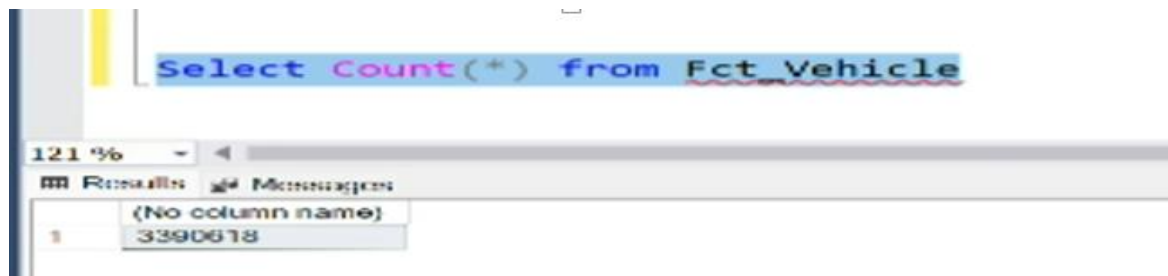 Select Count(*) from Fct_Vehicle
121 %
Results Messages
(No column name)
1 3390618